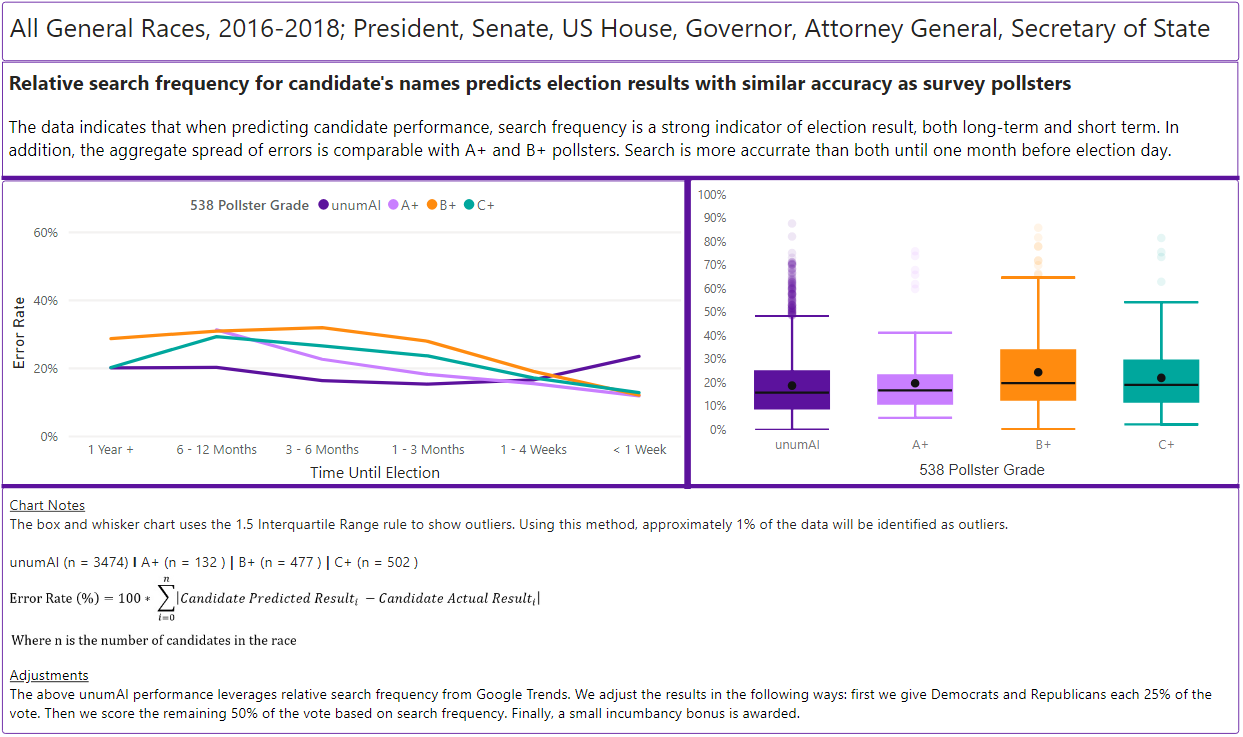 All General Races, 2016-2018; President, Senate, US House, Governor, Attorney General, Secretary of State
Relative search frequency for candidate's names predicts election results with similar accuracy as survey pollsters
The data indicates that when predicting candidate performance, search frequency is a strong indicator of election result, both long-term and short term. In
addition, the aggregate spread of errors is comparable with A+ and B+ pollsters. Search is more accurrate than both until one month before election day.
538 Pollster Grade unumAI A+ B+ C+
60%
40%
20%
0%
Error Rate
1 Year + 6 - 12 Months 3 - 6 Months 1 - 3 Months 1 - 4 Weeks < 1 Week
Time Until Election
100%
90%
80%
70%
60%
50%
40%
30%
20%
10%
0%
unumAI A+ B+ C+
538 Pollster Grade
Chart Notes
The box and whisker chart uses the 1.5 Interquartile Range rule to show outliers. Using this method, approximately 1% of the data will be identified as outliers.
unumAI (n = 3474) I A+ (n = 132 ) | B+ (n = 477 ) | C+ (n = 502 )
Error Rate (%) = 100 * ∑_{i=0}^{n} |Candidate Predicted Result_i − Candidate Actual Result_i|
Where n is the number of candidates in the race
Adjustments
The above unumAI performance leverages relative search frequency from Google Trends. We adjust the results in the following ways: first we give Democrats and Republicans each 25% of the
vote. Then we score the remaining 50% of the vote based on search frequency. Finally, a small incumbancy bonus is awarded.